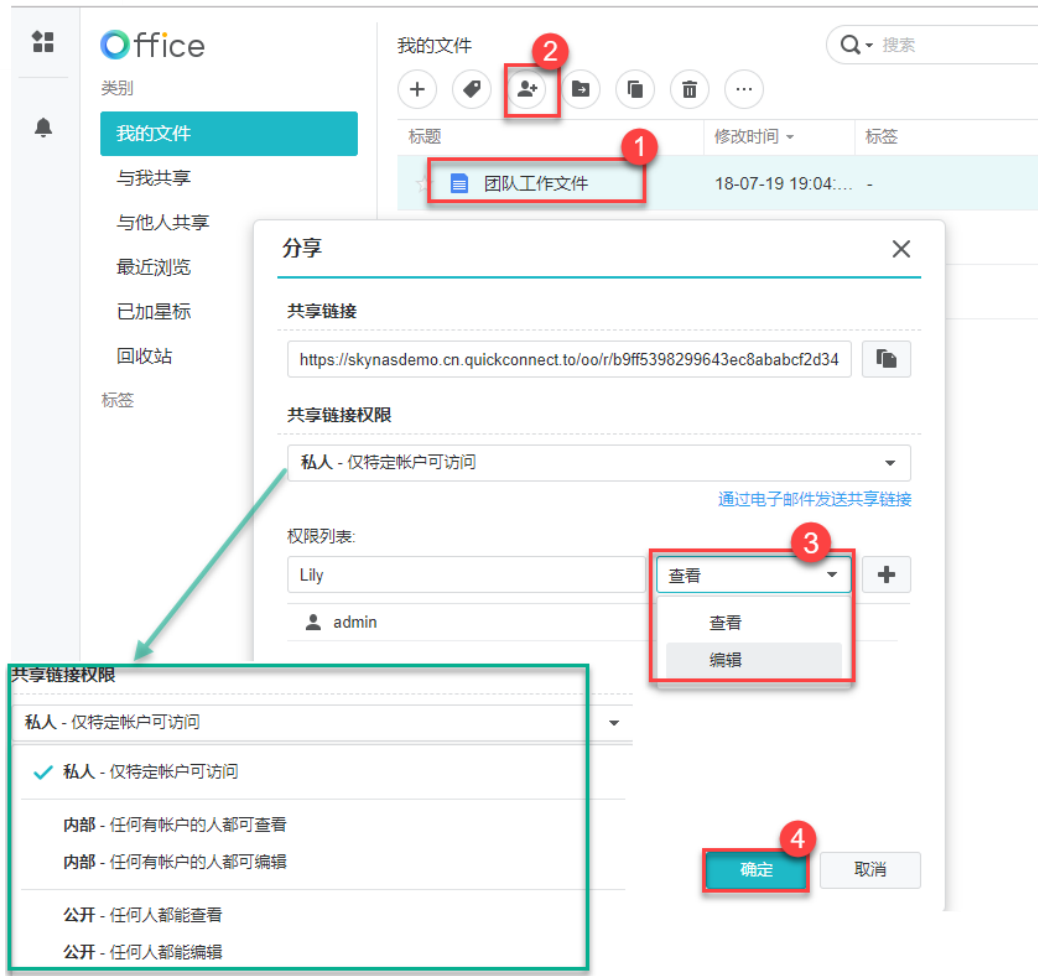 Office
类别
我的文件
与我共享
与他人共享
最近浏览
已加星标
回收站
标签
我的文件
搜索
2
标题
修改时间
标签
1
团队工作文件
18-07-19 19:04:... -
分享
共享链接
https://skynasdemo.cn.quickconnect.to/oo/r/b9ff5398299643ec8ababcf2d34
共享链接权限
私人 - 仅特定帐户可访问
通过电子邮件发送共享链接
权限列表:
3
Lily
查看
admin
查看
编辑
共享链接权限
私人 - 仅特定帐户可访问
私人 - 仅特定帐户可访问
内部 - 任何有帐户的人都可查看
内部 - 任何有帐户的人都可编辑
公开 - 任何人都能查看
公开 - 任何人都能编辑
4
确定
取消